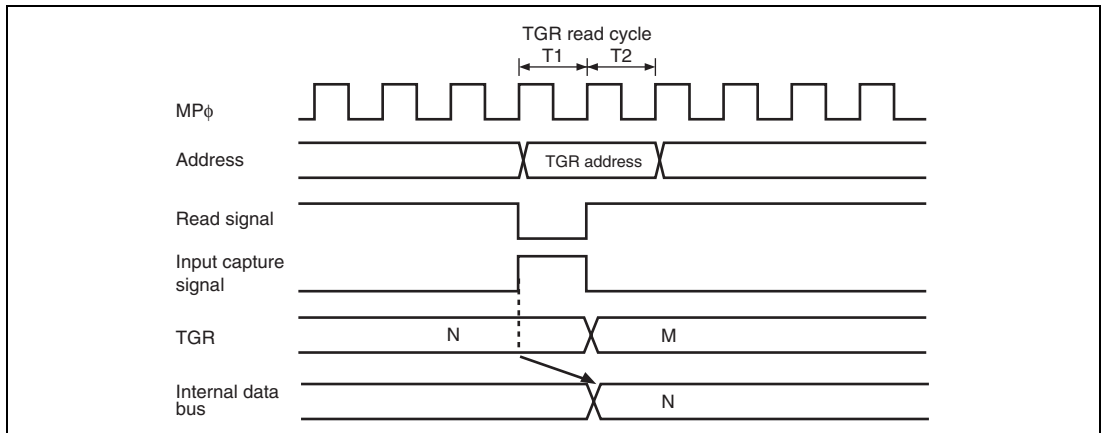 TGR read cycle
T1 T2
MPϕ
Address
TGR address
Read signal
Input capture
signal
TGR
N
M
Internal data
bus
N